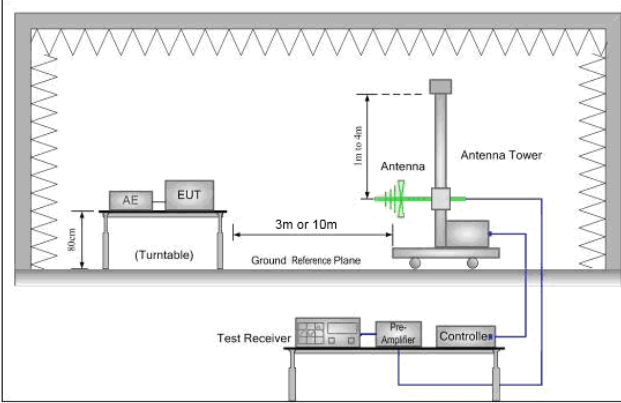 1m to 4m
Antenna
Antenna Tower
AE
EUT
80cm
3m or 10m
(Turntable)
Ground Reference Plane
Test Receiver
Pre-
Amplifier
Controller